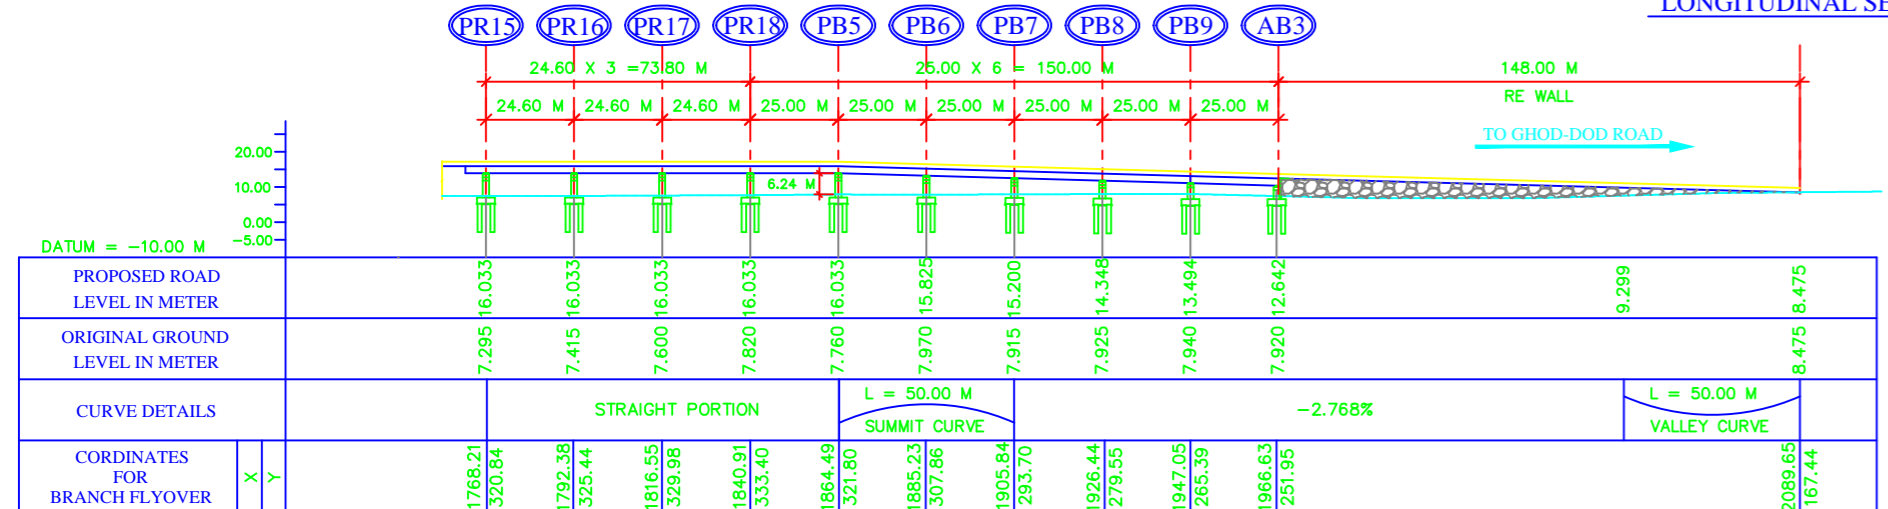 LONGITUDINAL SE
PR15 PR16 PR17 PR18 PB5 PB6 PB7 PB8 PB9 AB3
24.60 X 3 =73.80 M 25.00 X 6 = 150.00 M 148.00 M
24.60 M 24.60 M 24.60 M 25.00 M 25.00 M 25.00 M 25.00 M 25.00 M 25.00 M RE WALL
TO GHOD-DOD ROAD
20.00
10.00
0.00
-5.00
6.24 M
DATUM = -10.00 M
PROPOSED ROAD
LEVEL IN METER
16.033 16.033 16.033 16.033 16.033 15.825 15.200 14.348 13.494 12.642 9.299 8.475
ORIGINAL GROUND
LEVEL IN METER
7.295 7.415 7.600 7.820 7.760 7.970 7.915 7.925 7.940 7.920 8.475
CURVE DETAILS
STRAIGHT PORTION
L = 50.00 M
SUMMIT CURVE
-2.768%
L = 50.00 M
VALLEY CURVE
CORDINATES
FOR
BRANCH FLYOVER
X
Y
1768.21
320.84
1792.38
325.44
1816.55
329.98
1840.91
333.40
1864.49
321.80
1885.23
307.86
1905.84
293.70
1926.44
279.55
1947.05
265.39
1966.63
251.95
2089.65
167.44